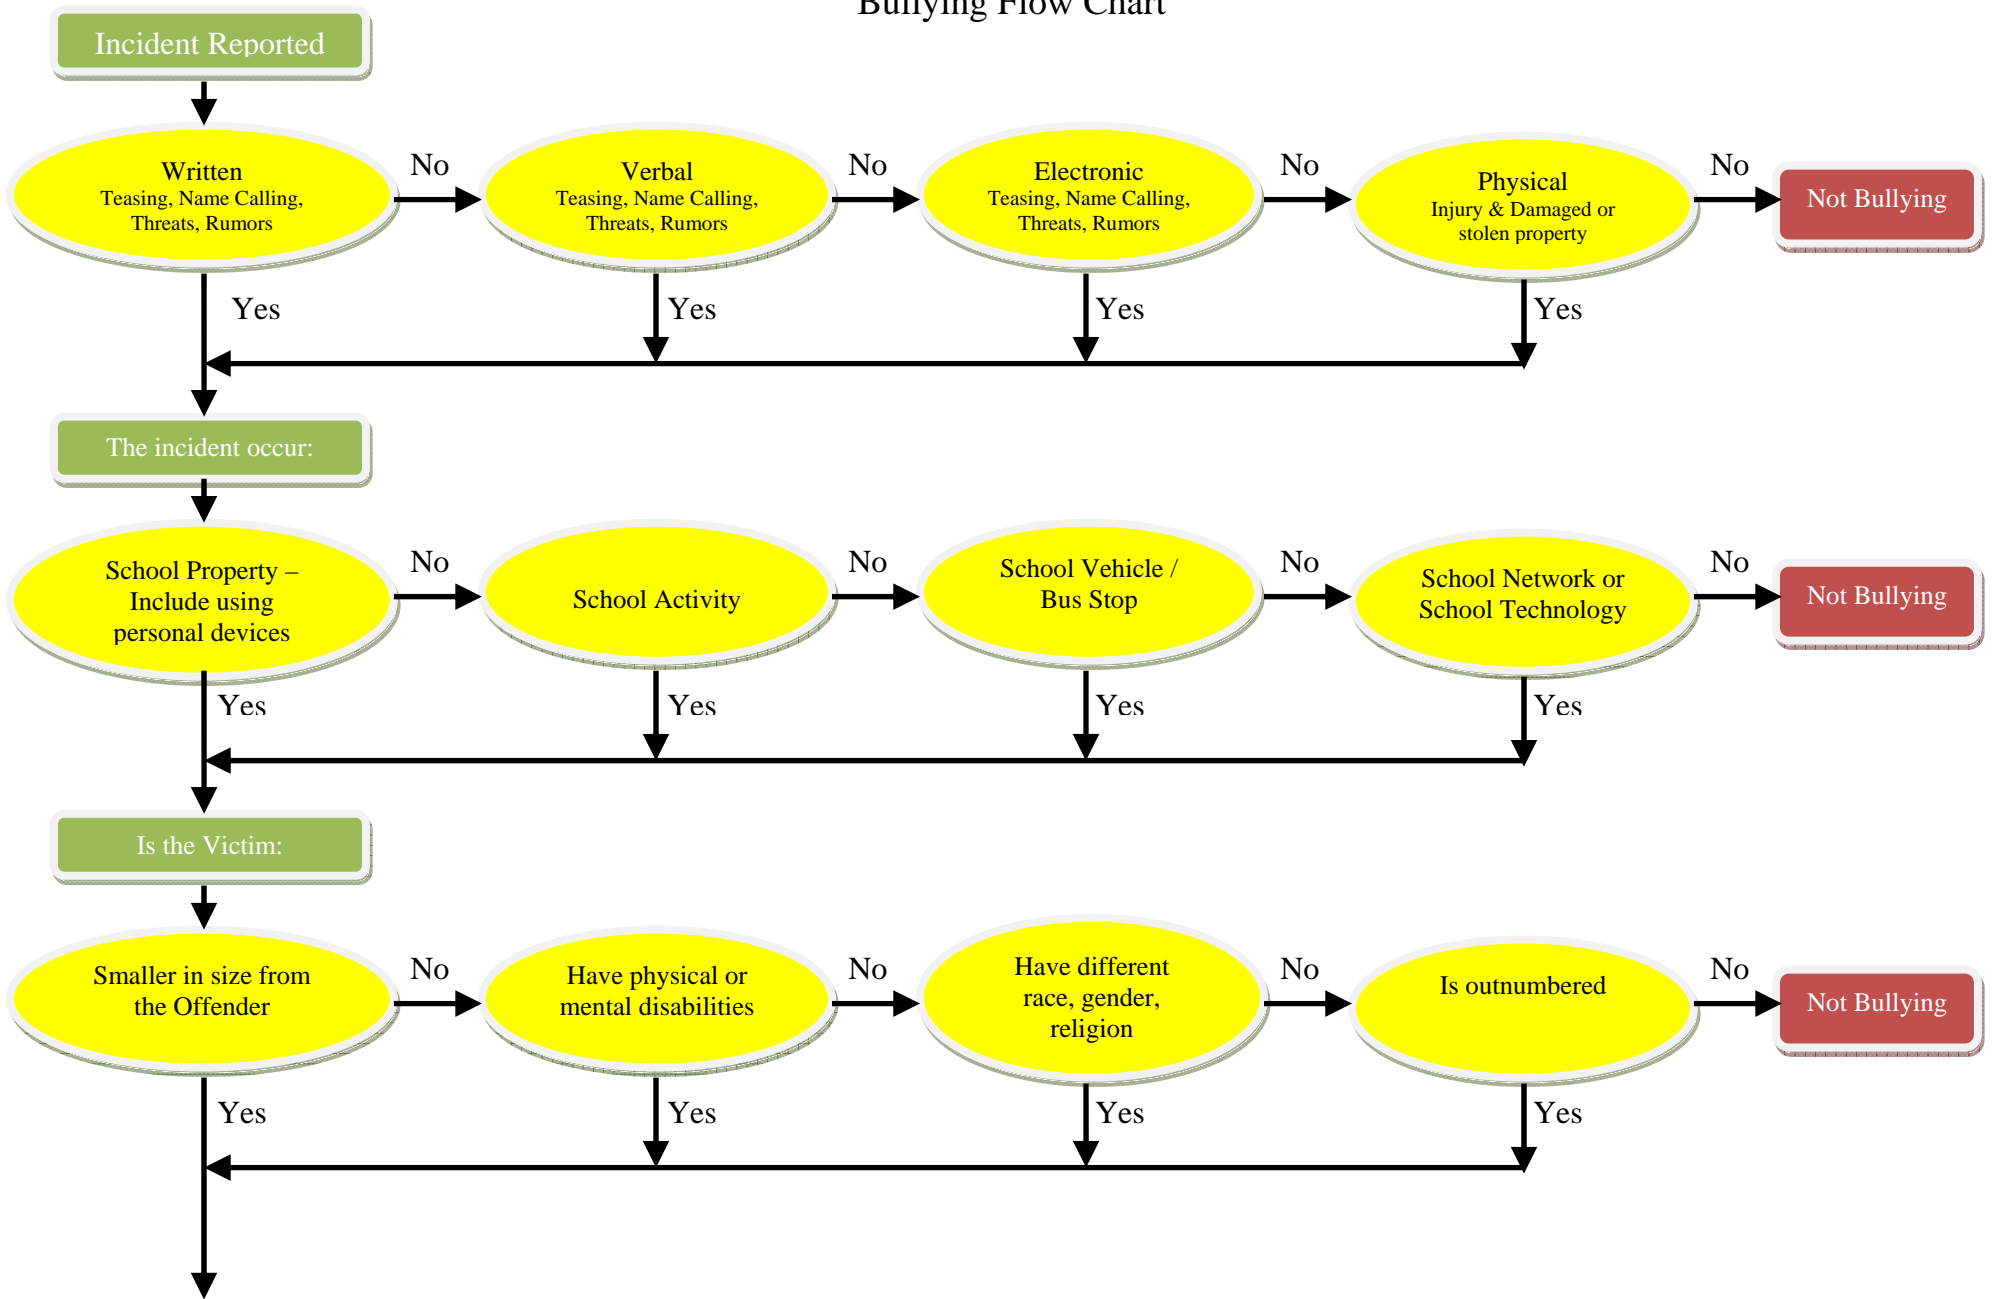 Bullying Flow Chart
Incident Reported
Written
Teasing, Name Calling,
Threats, Rumors
No
Verbal
Teasing, Name Calling,
Threats, Rumors
No
Electronic
Teasing, Name Calling,
Threats, Rumors
No
Physical
Injury & Damaged or
stolen property
No
Not Bullying
Yes
Yes
Yes
Yes
The incident occur:
School Property –
Include using
personal devices
No
School Activity
No
School Vehicle /
Bus Stop
No
School Network or
School Technology
No
Not Bullying
Yes
Yes
Yes
Yes
Is the Victim:
Smaller in size from
the Offender
No
Have physical or
mental disabilities
No
Have different
race, gender,
religion
No
Is outnumbered
No
Not Bullying
Yes
Yes
Yes
Yes